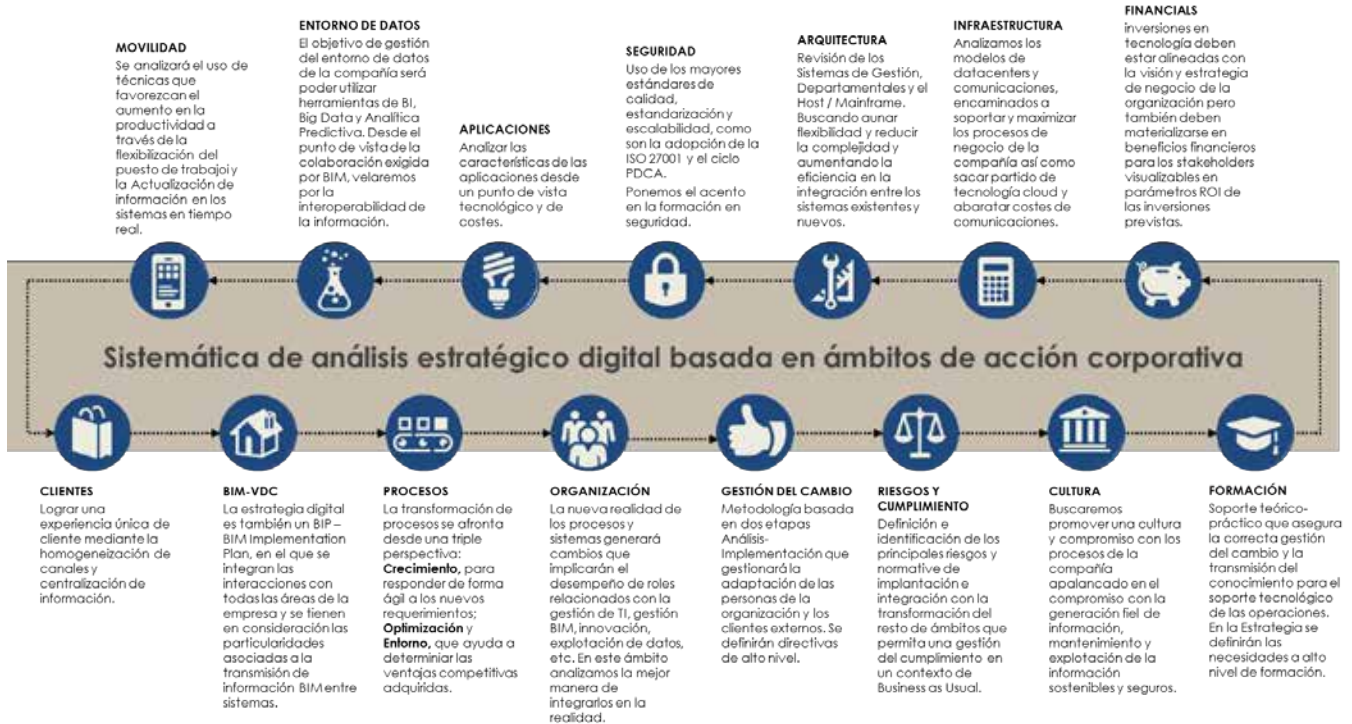 MOVILIDAD
Se analizará el uso de
técnicas que
favorezcan el
aumento en la
productividad a
través de la
flexibilización del
puesto de trabajo y
la Actualización de
información en los
sistemas en tiempo
real.
ENTORNO DE DATOS
El objetivo de gestión
del entorno de datos
de la compañía será
poder utilizar
herramientas de BI,
Big Data y Analítica
Predictiva. Desde el
punto de vista de la
colaboración exigida
por BIM, velaremos
por la
interoperabilidad de
la información.
APLICACIONES
Analizar las
características de las
aplicaciones desde
un punto de vista
tecnológico y de
costes.
SEGURIDAD
Uso de los mayores
estándares de
calidad,
estandarización y
escalabilidad, como
son la adopción de la
ISO 27001 y el ciclo
PDCA.
Ponemos el acento
en la formación en
seguridad.
ARQUITECTURA
Revisión de los
Sistemas de Gestión,
Departamentales y el
Host / Mainframe.
Buscando aunar
flexibilidad y reducir
la complejidad y
aumentando la
eficiencia en la
integración entre los
sistemas existentes y
nuevos.
INFRAESTRUCTURA
Analizamos los
modelos de
datacenters y
comunicaciones,
encaminados a
soportar y maximizar
los procesos de
negocio de la
compañía así como
sacar partido de
tecnología cloud y
abaratar costes de
comunicaciones.
FINANCIALS
inversiones en
tecnología deben
estar alineadas con
la visión y estrategia
de negocio de la
organización pero
también deben
materializarse en
beneficios financieros
para los stakeholders
visualizables en
parámetros ROI de
las inversiones
previstas.
Sistemática de análisis estratégico digital basada en ámbitos de acción corporativa
CLIENTES
Lograr una
experiencia única de
cliente mediante la
homogeneización de
canales y
centralización de
información.
BIM-VDC
La estrategia digital
es también un BIP –
BIM Implementation
Plan, en el que se
integran las
interacciones con
todas las áreas de la
empresa y se tienen
en consideración las
particularidades
asociadas a la
transmisión de
información BIM entre
sistemas.
PROCESOS
La transformación de
procesos se afronta
desde una triple
perspectiva:
Crecimiento, para
responder de forma
ágil a los nuevos
requerimientos;
Optimización y
Entorno, que ayuda a
determiniar las
ventajas competitivas
adquiridas.
ORGANIZACIÓN
La nueva realidad de
los procesos y
sistemas generará
cambios que
implicarán el
desempeño de roles
relacionados con la
gestión de TI, gestión
BIM, innovación,
explotación de datos,
etc. En este ámbito
analizamos la mejor
manera de
integrarlos en la
realidad.
GESTIÓN DEL CAMBIO
Metodología basada
en dos etapas
Análisis-
Implementación que
gestionará la
adaptación de las
personas de la
organización y los
clientes externos. Se
definirán directivas
de alto nivel.
RIESGOS Y
CUMPLIMIENTO
Definición e
identificación de los
principales riesgos y
normative de
implantación e
integración con la
transformación del
resto de ámbitos que
permita una gestión
del cumplimiento en
un contexto de
Business as Usual.
CULTURA
Buscaremos
promover una cultura
y compromiso con los
procesos de la
compañía
apalancado en el
compromiso con la
generación fiel de
información,
mantenimiento y
explotación de la
información
sostenibles y seguros.
FORMACIÓN
Soporte teórico-
práctico que asegura
la correcta gestión
del cambio y la
transmisión del
conocimiento para el
soporte tecnológico
de las operaciones.
En la Estrategia se
definirán las
necesidades a alto
nivel de formación.